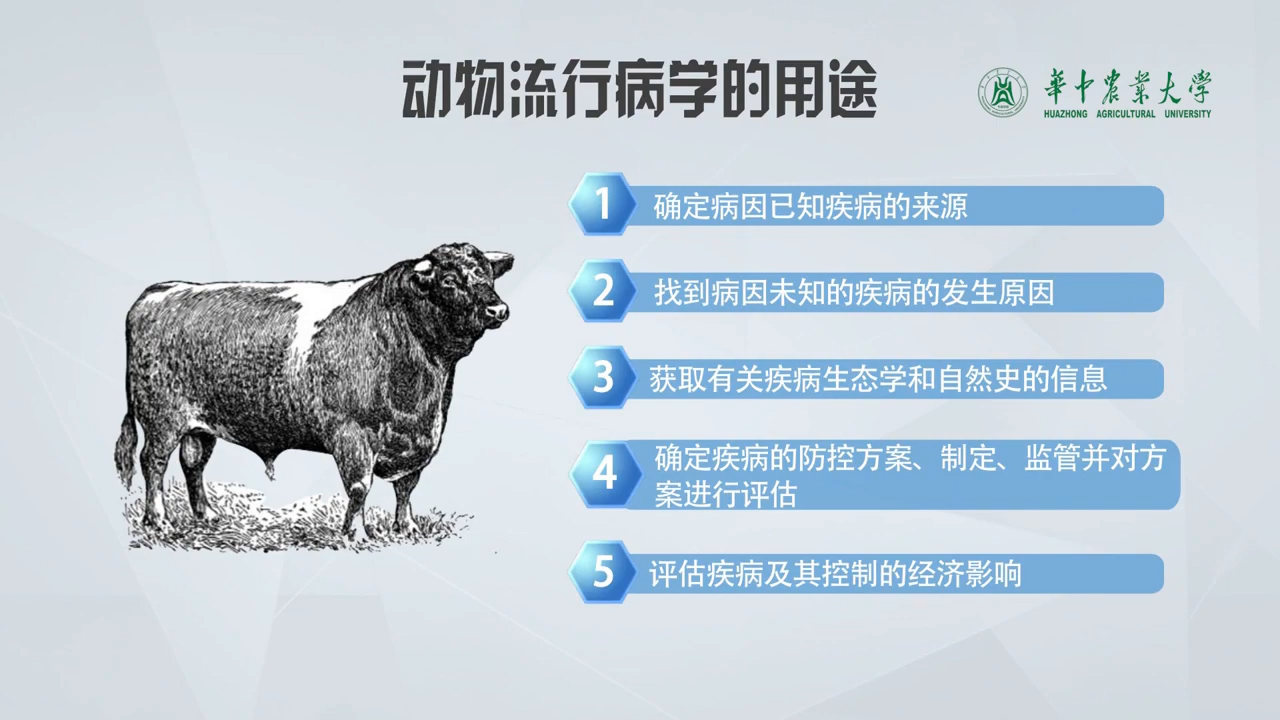 动物流行病学的用途
華中農業大學
HUAZHONG AGRICULTURAL UNIVERSITY
1 确定病因已知疾病的来源
2 找到病因未知的疾病的发生原因
3 获取有关疾病生态学和自然史的信息
4 确定疾病的防控方案、制定、监管并对方
案进行评估
5 评估疾病及其控制的经济影响